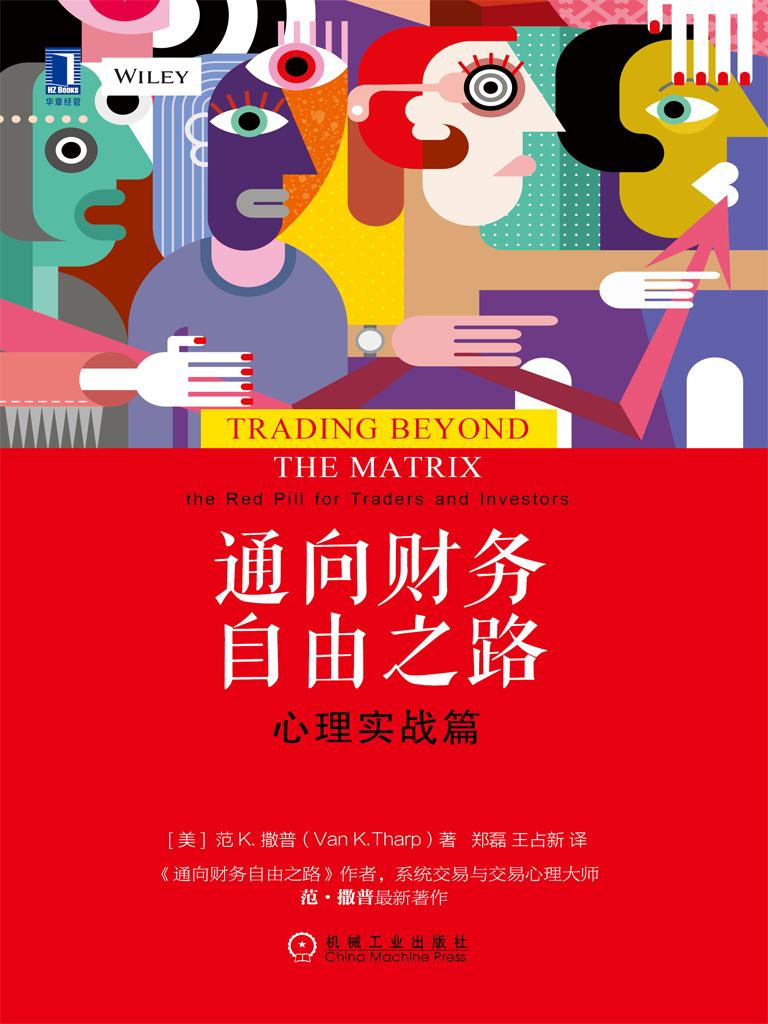 HZ Books
华章经管
WILEY
TRADING BEYOND
THE MATRIX
the Red Pill for Traders and Investors
通向财务
自由之路
心理实战篇
[美] 范 K. 撒普（Van K.Tharp）著 郑磊 王占新 译
《通向财务自由之路》作者，系统交易与交易心理大师
范·撒普最新著作
机械工业出版社
China Machine Press